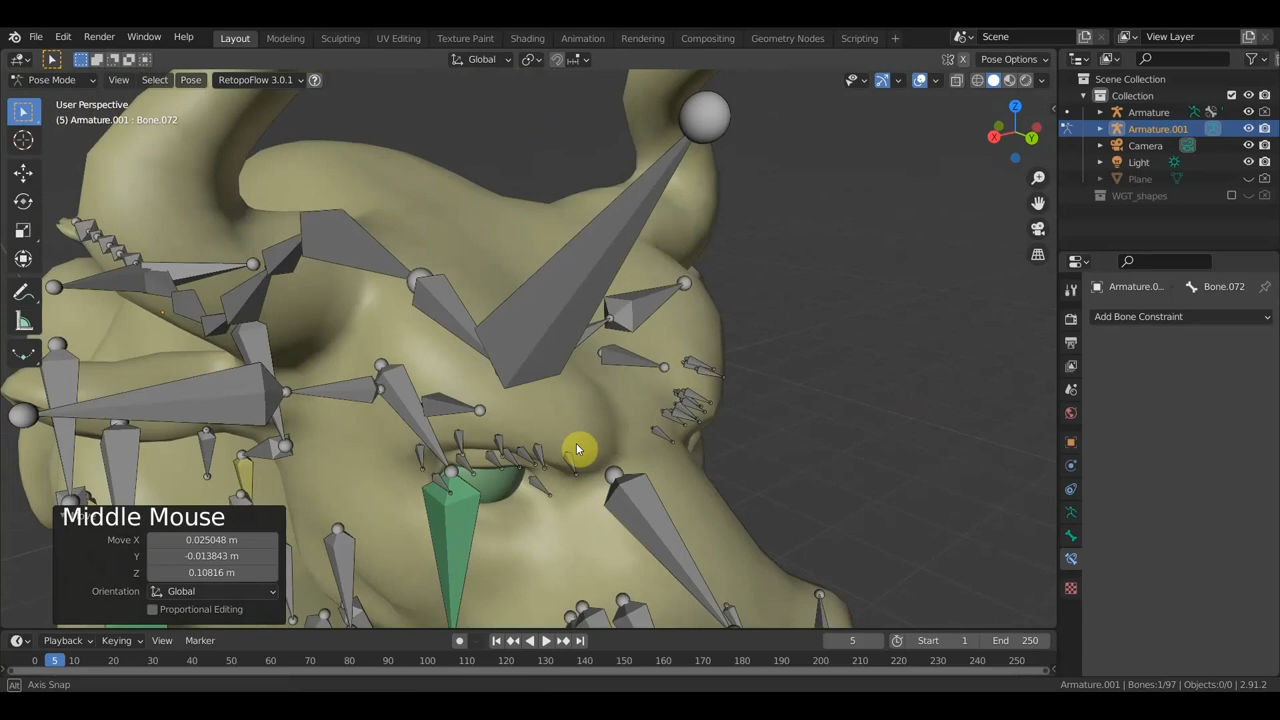 File Edit Render Window Help Layout Modeling Sculpting UV Editing Texture Paint Shading Animation Rendering Compositing Geometry Nodes Scripting + Scene View Layer
Global Pose Options
Pose Mode View Select Pose RetopoFlow 3.0.1
User Perspective
(5) Armature.001 : Bone.072
Z
X
Y
Scene Collection
Collection
Armature
Armature.001
Camera
Light
Plane
WGT_shapes
Armature.0... Bone.072
Add Bone Constraint
Middle Mouse
Move X 0.025048 m
Y -0.013843 m
Z 0.10816 m
Orientation Global
Proportional Editing
Playback Keying View Marker 5 Start 1 End 250
0 5 10 20 30 40 50 60 70 80 90 100 110 120 130 140 150 160 170 180 190 200 210 220 230 240 250
Alt Axis Snap Armature.001 | Bones:1/97 | Objects:0/0 | 2.91.2